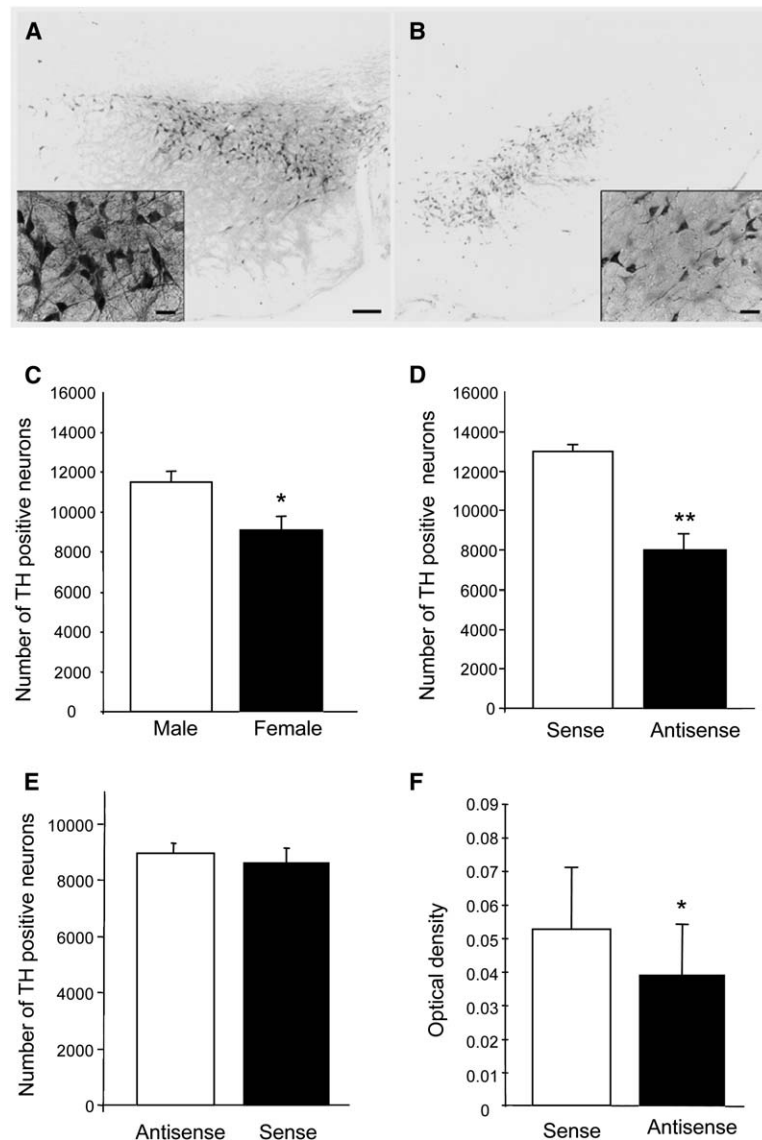 A
B
C
Number of TH positive neurons
16000
14000
12000
10000
8000
6000
4000
2000
0
*
Male Female
D
Number of TH positive neurons
16000
14000
13000
10000
8000
6000
4000
2000
0
**
Sense Antisense
E
Number of TH positive neurons
10000
8000
6000
4000
2000
0
Antisense Sense
F
Optical density
0.09
0.08
0.07
0.06
0.05
0.04
0.03
0.02
0.01
0
*
Sense Antisense